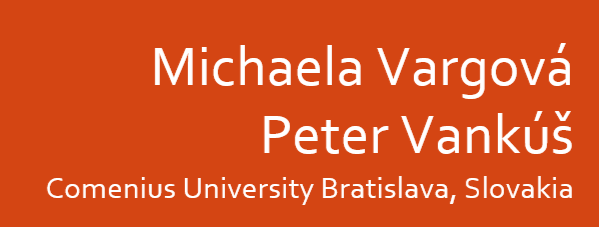 Michaela Vargová
Peter Vankúš
Comenius University Bratislava, Slovakia